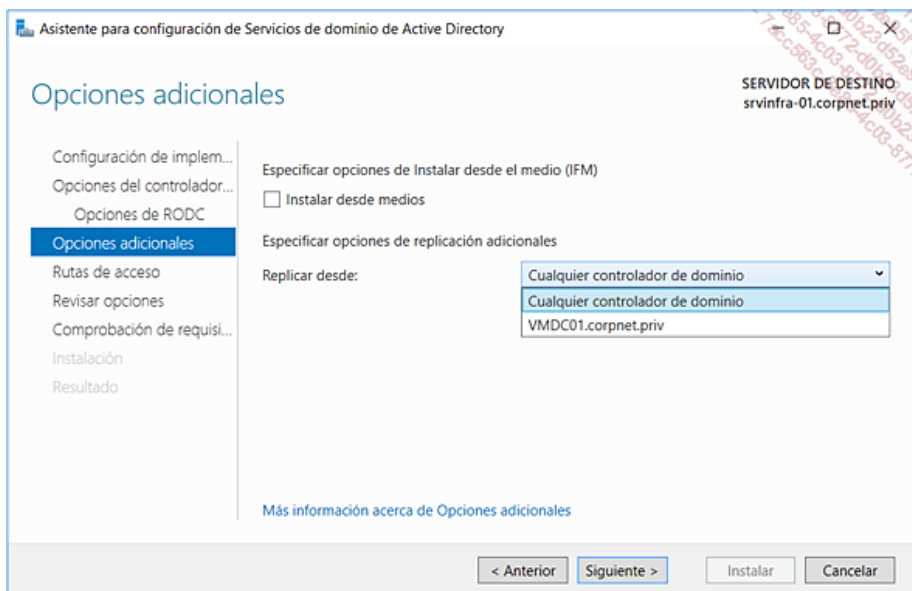 Asistente para configuración de Servicios de dominio de Active Directory
Opciones adicionales
SERVIDOR DE DESTINO
srvinfra-01.corpnet.priv
Configuración de implem...
Opciones del controlador...
Opciones de RODC
Opciones adicionales
Rutas de acceso
Revisar opciones
Comprobación de requisi...
Instalación
Resultado
Especificar opciones de Instalar desde el medio (IFM)
Instalar desde medios
Especificar opciones de replicación adicionales
Replicar desde:
Cualquier controlador de dominio
Cualquier controlador de dominio
VMDC01.corpnet.priv
Más información acerca de Opciones adicionales
< Anterior
Siguiente >
Instalar
Cancelar